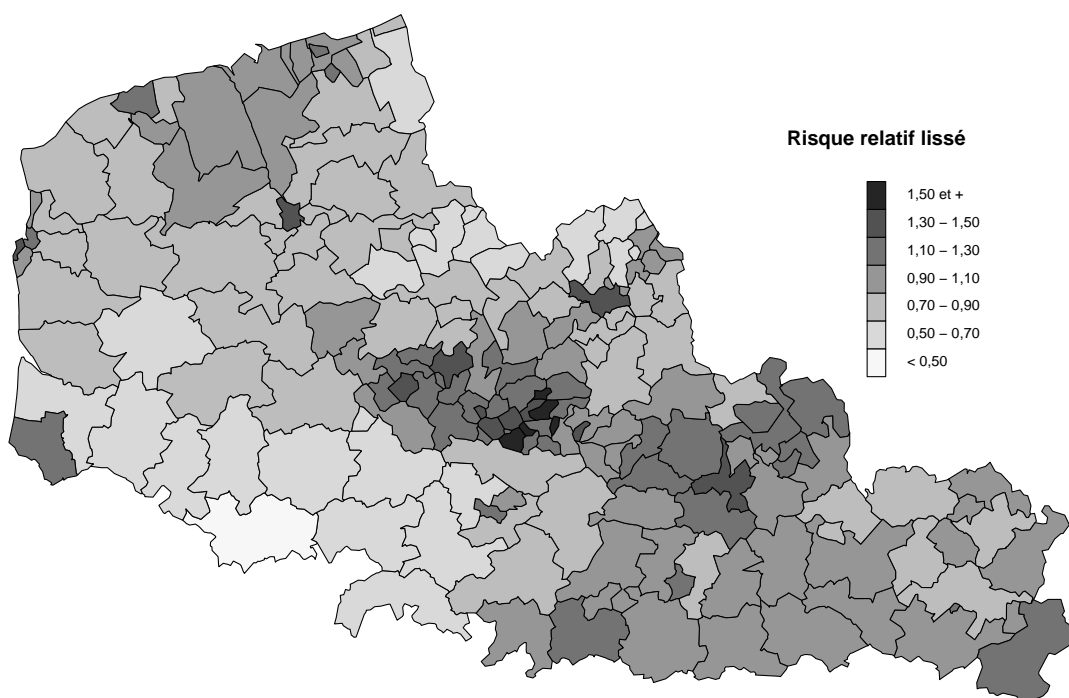 Risque relatif lissé
1,50 et +
1,30 − 1,50
1,10 − 1,30
0,90 − 1,10
0,70 − 0,90
0,50 − 0,70
< 0,50